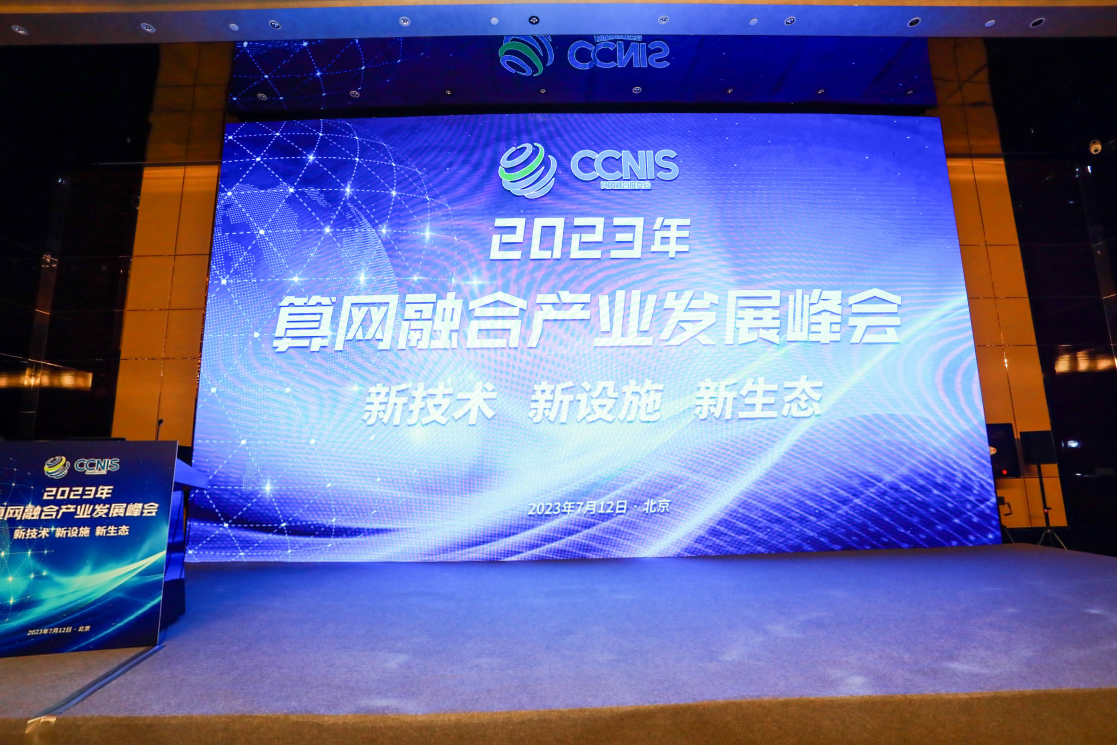 CCNIS
2023年
算网融合产业发展峰会
新技术 新设施 新生态
2023年7月12日·北京
CCNIS
2023年
算网融合产业发展峰会
新技术 新设施 新生态
2023年7月12日·北京